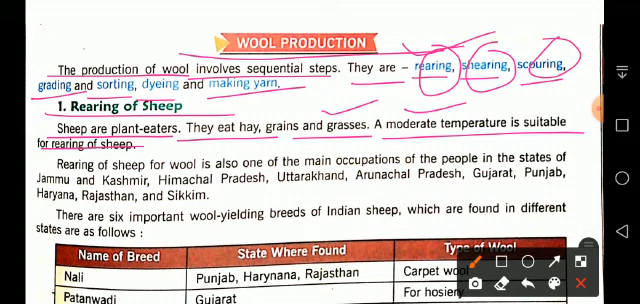 WOOL PRODUCTION
The production of wool involves sequential steps. They are – rearing, shearing, scouring,
grading and sorting, dyeing and making yarn.
1. Rearing of Sheep
Sheep are plant-eaters. They eat hay, grains and grasses. A moderate temperature is suitable
for rearing of sheep.
Rearing of sheep for wool is also one of the main occupations of the people in the states of
Jammu and Kashmir, Himachal Pradesh, Uttarakhand, Arunachal Pradesh, Gujarat, Punjab,
Haryana, Rajasthan, and Sikkim.
There are six important wool-yielding breeds of Indian sheep, which are found in different
states are as follows :
Name of Breed State Where Found Type of Wool
Nali Punjab, Harynana, Rajasthan Carpet wool
Patanwadi Gujarat For hosiery